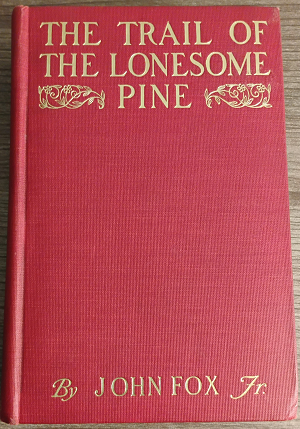 THE TRAIL OF
THE LONESOME
PINE
By JOHN FOX Jr.